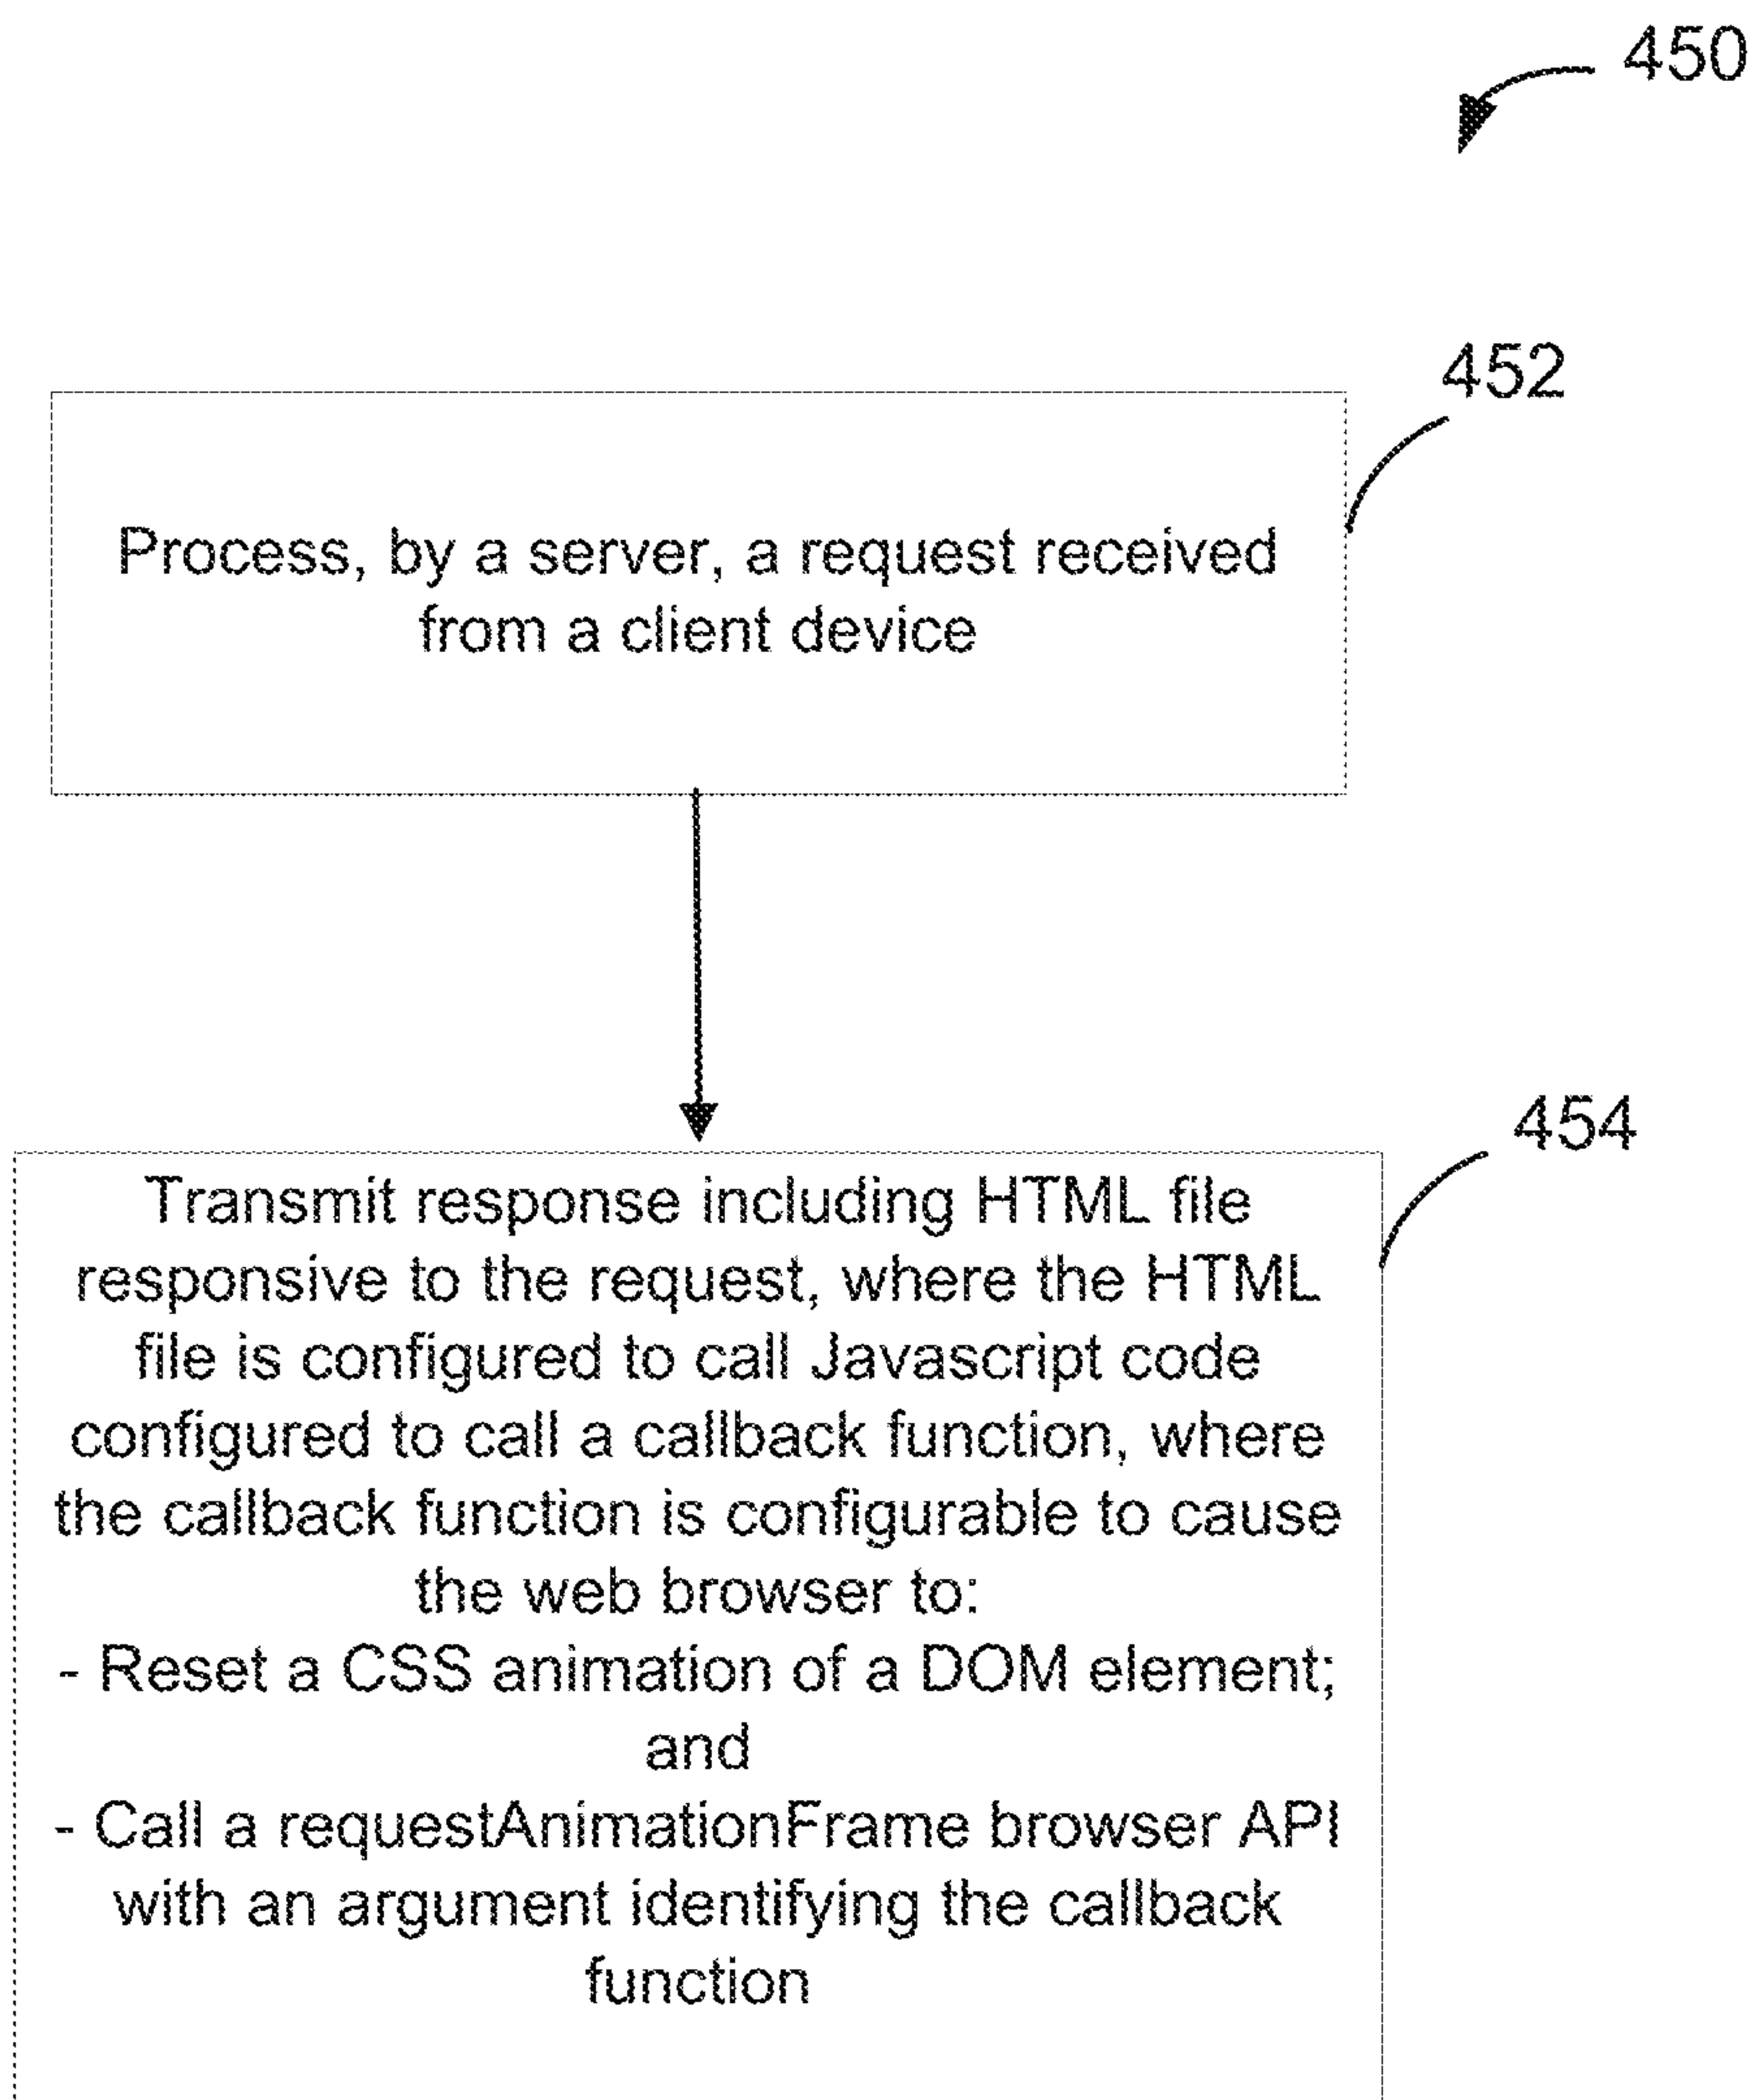 450
452
Process, by a server, a request received
from a client device
454
Transmit response including HTML file
responsive to the request, where the HTML
file is configured to call Javascript code
configured to call a callback function, where
the callback function is configurable to cause
the web browser to:
- Reset a CSS animation of a DOM element;
and
- Call a requestAnimationFrame browser API
with an argument identifying the callback
function